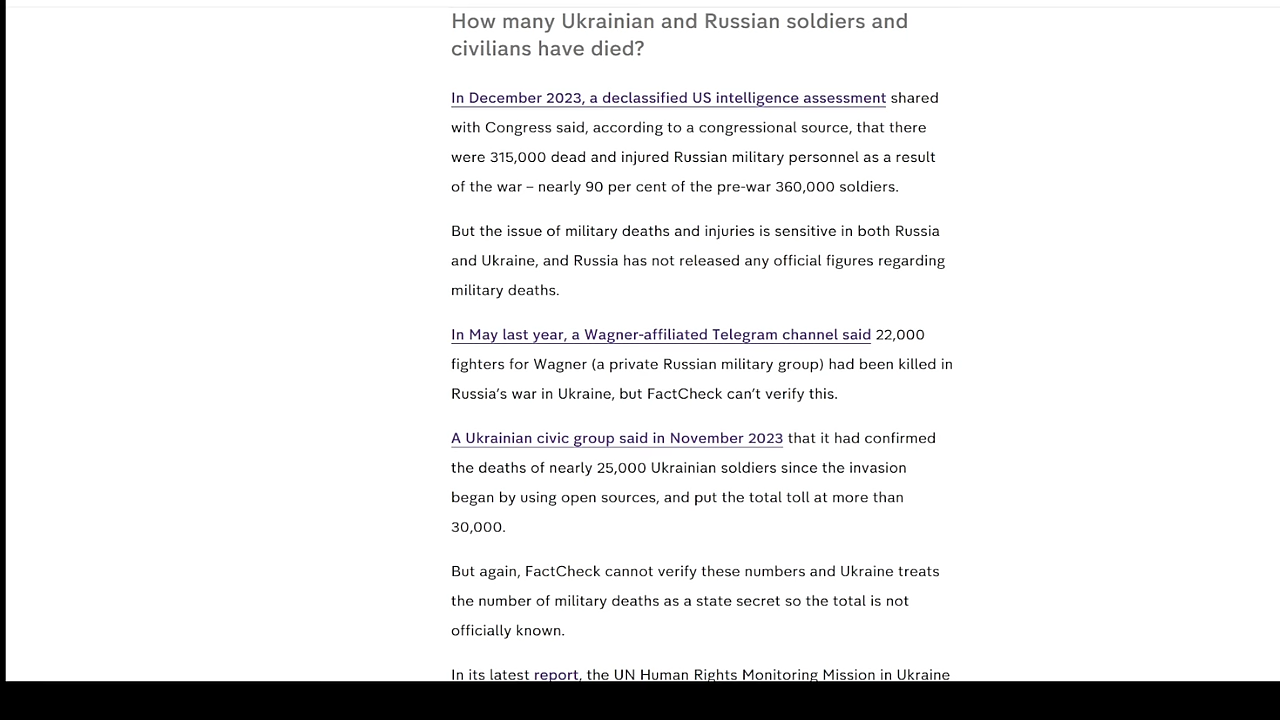 How many Ukrainian and Russian soldiers and
civilians have died?
In December 2023, a declassified US intelligence assessment shared
with Congress said, according to a congressional source, that there
were 315,000 dead and injured Russian military personnel as a result
of the war – nearly 90 per cent of the pre-war 360,000 soldiers.
But the issue of military deaths and injuries is sensitive in both Russia
and Ukraine, and Russia has not released any official figures regarding
military deaths.
In May last year, a Wagner-affiliated Telegram channel said 22,000
fighters for Wagner (a private Russian military group) had been killed in
Russia’s war in Ukraine, but FactCheck can’t verify this.
A Ukrainian civic group said in November 2023 that it had confirmed
the deaths of nearly 25,000 Ukrainian soldiers since the invasion
began by using open sources, and put the total toll at more than
30,000.
But again, FactCheck cannot verify these numbers and Ukraine treats
the number of military deaths as a state secret so the total is not
officially known.
In its latest report, the UN Human Rights Monitoring Mission in Ukraine